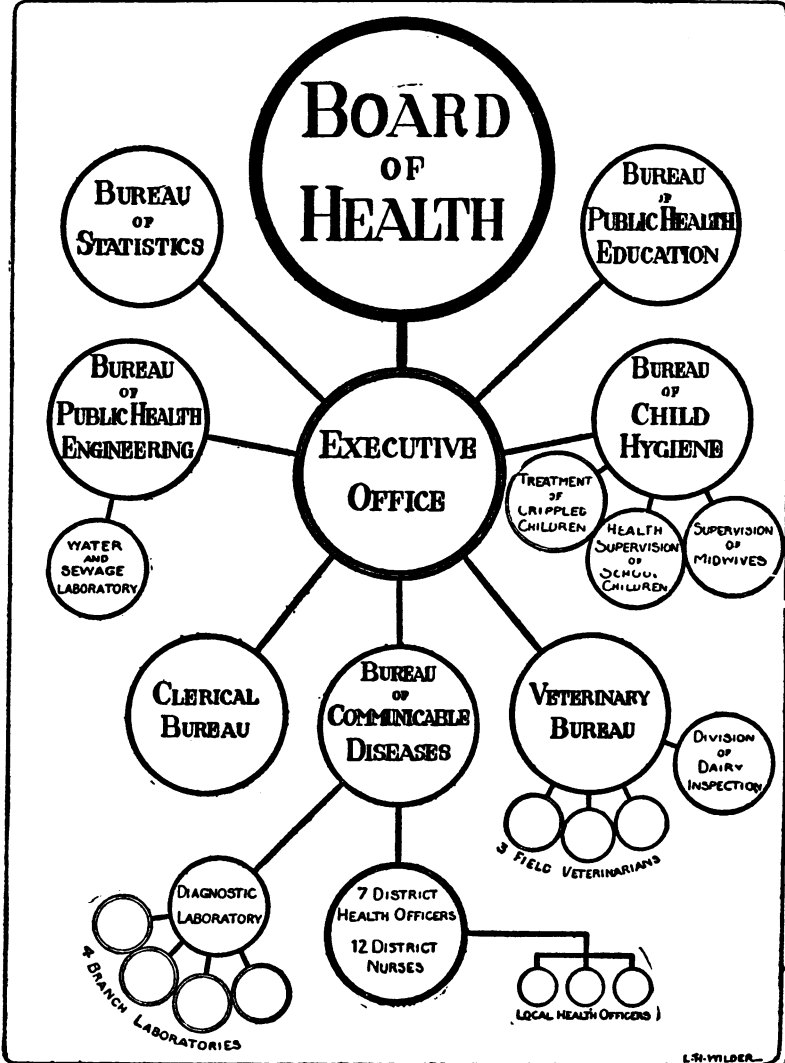 BOARD
OF
HEALTH
BUREAU
OF
STATISTICS
BUREAU
OF
PUBLIC HEALTH
EDUCATION
BUREAU
OF
PUBLIC HEALTH
ENGINEERING
EXECUTIVE
OFFICE
BUREAU
OF
CHILD
HYGIENE
WATER
AND
SEWAGE
LABORATORY
TREATMENT
OF
CRIPPLED
CHILDREN
HEALTH
SUPERVISION
OF
SCHOOL
CHILDREN
SUPERVISION
OF
MIDWIVES
CLERICAL
BUREAU
BUREAU
OF
COMMUNICABLE
DISEASES
VETERINARY
BUREAU
DIVISION
OF
DAIRY
INSPECTION
3 FIELD VETERINARIANS
DIAGNOSTIC
LABORATORY
4 BRANCH LABORATORIES
7 DISTRICT
HEALTH OFFICERS
12 DISTRICT
NURSES
LOCAL HEALTH OFFICERS
L.H.WILDER